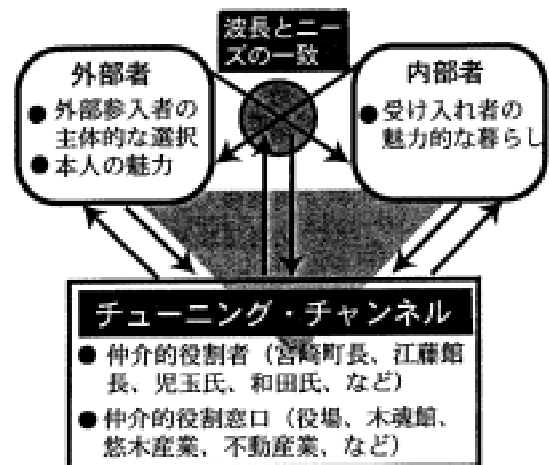 波長とニー
ズの一致
外部者
● 外部参入者の
主体的な選択
● 本人の魅力
内部者
● 受け入れ者の
魅力的な暮らし
チューニング・チャンネル
● 仲介的役割者（宮崎町長、江藤館
長、児玉氏、和田氏、など）
● 仲介的役割窓口（役場、木魂館、
悠木産業、不動産業、など）